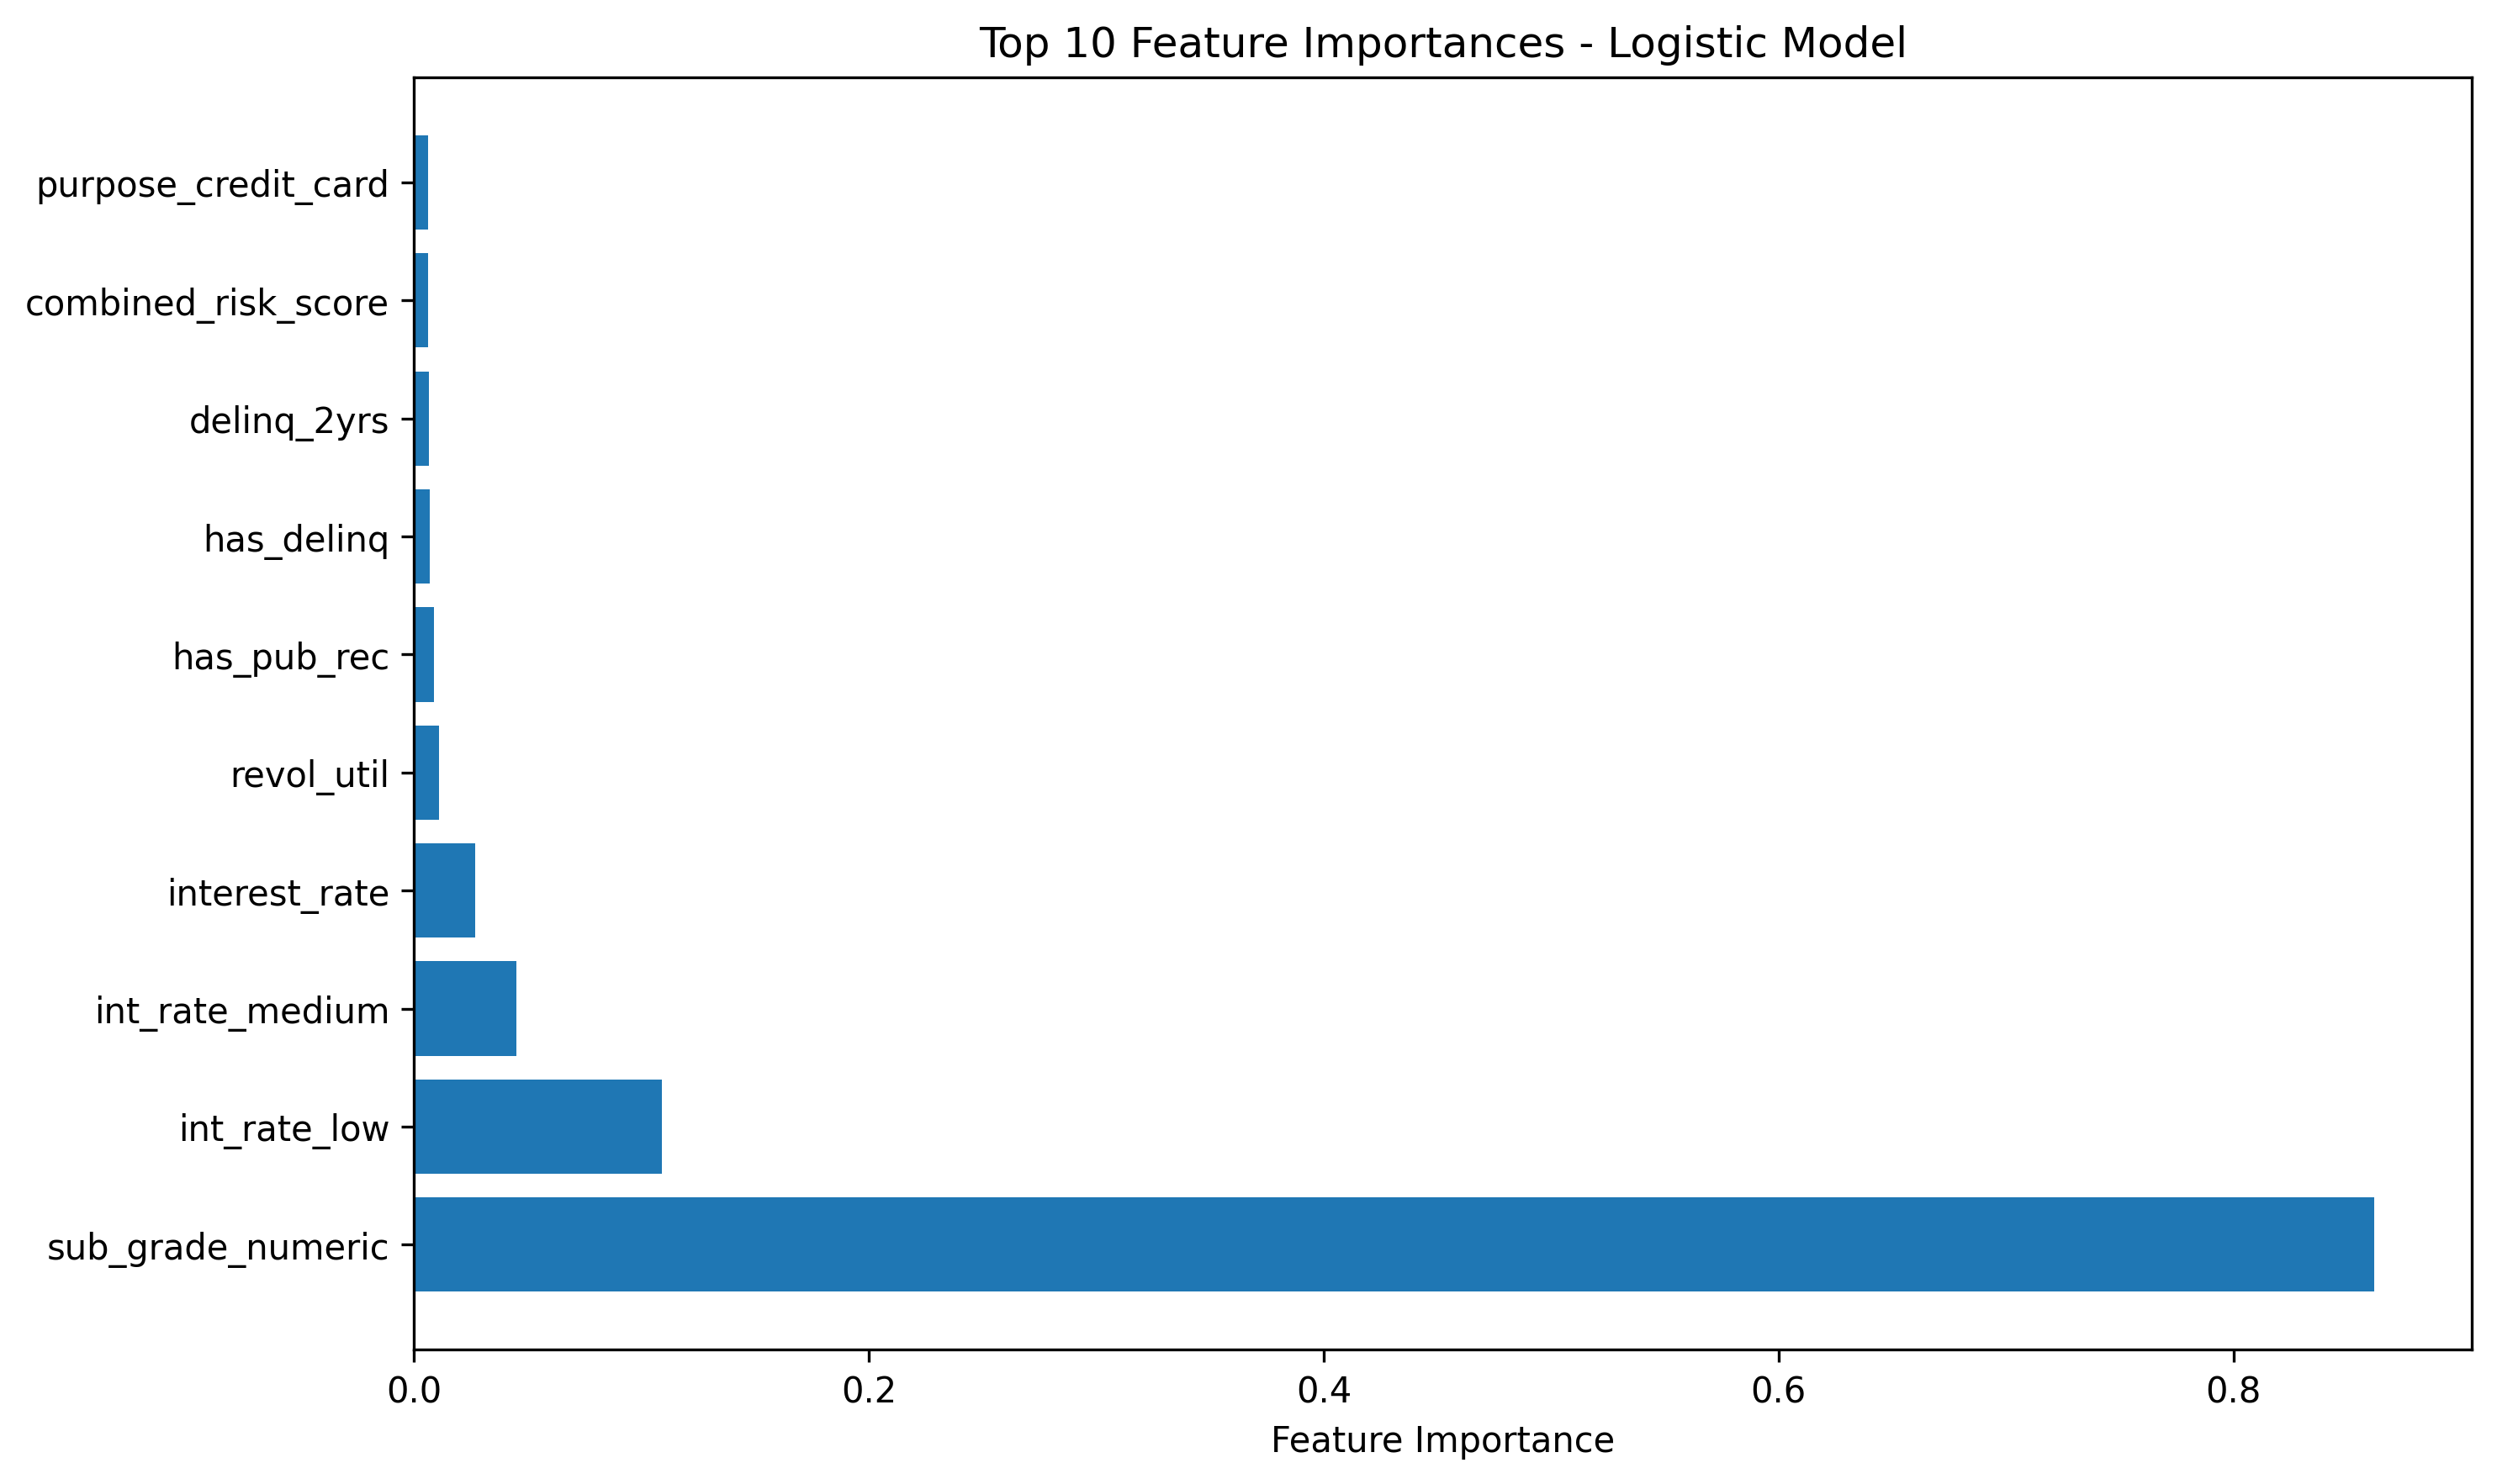 Top 10 Feature Importances - Logistic Model
purpose_credit_card
combined_risk_score
delinq_2yrs
has_delinq
has_pub_rec
revol_util
interest_rate
int_rate_medium
int_rate_low
sub_grade_numeric
0.0 0.2 0.4 0.6 0.8
Feature Importance